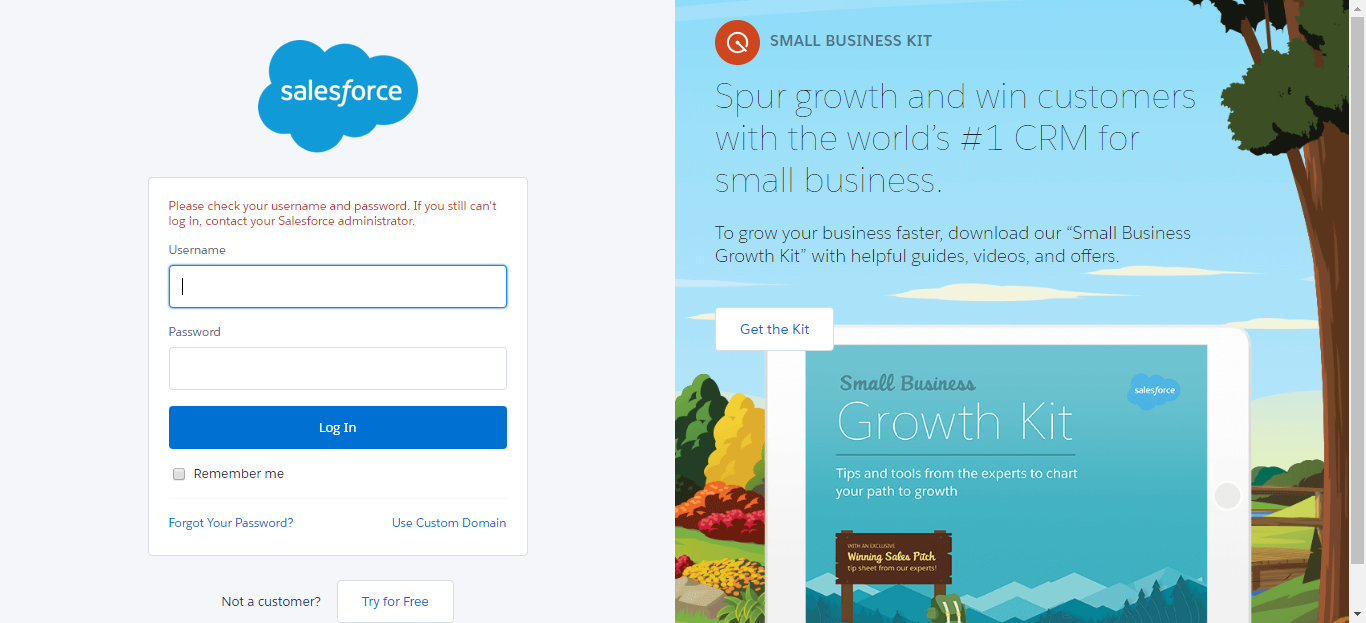 salesforce
Please check your username and password. If you still can't
log in, contact your Salesforce administrator.
Username
Password
Log In
Remember me
Forgot Your Password?
Use Custom Domain
Not a customer?
Try for Free
SMALL BUSINESS KIT
Spur growth and win customers
with the world’s #1 CRM for
small business.
To grow your business faster, download our “Small Business
Growth Kit” with helpful guides, videos, and offers.
Get the Kit
Small Business
salesforce
Growth Kit
Tips and tools from the experts to chart
your path to growth
WITH AN EXCLUSIVE
Winning Sales Pitch
tip sheet from our experts!